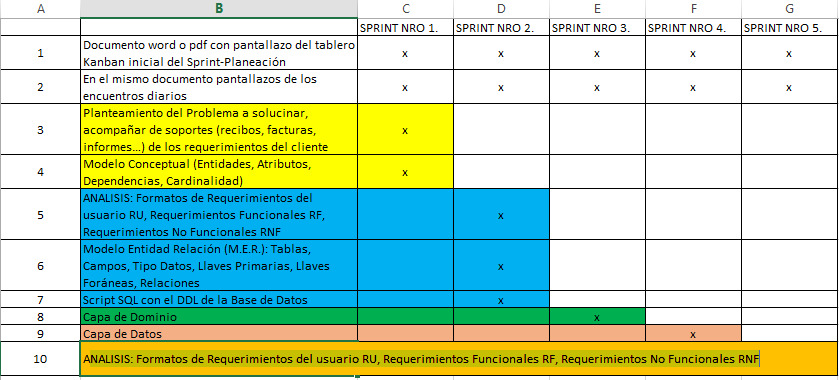 A B C D E F G
SPRINT NRO 1. SPRINT NRO 2. SPRINT NRO 3. SPRINT NRO 4. SPRINT NRO 5.
1 Documento word o pdf con pantallazo del tablero
Kanban inicial del Sprint-Planeación x x x x x
2 En el mismo documento pantallazos de los
encuentros diarios x x x x x
3 Planteamiento del Problema a solucinar,
acompañar de soportes (recibos, facturas,
informes...) de los requerimientos del cliente x
4 Modelo Conceptual (Entidades, Atributos,
Dependencias, Cardinalidad) x
5 ANALISIS: Formatos de Requerimientos del
usuario RU, Requerimientos Funcionales RF,
Requerimientos No Funcionales RNF x
6 Modelo Entidad Relación (M.E.R.): Tablas,
Campos, Tipo Datos, Llaves Primarias, Llaves
Foráneas, Relaciones x
7 Script SQL con el DDL de la Base de Datos x
8 Capa de Dominio x
9 Capa de Datos x
10 ANALISIS: Formatos de Requerimientos del usuario RU, Requerimientos Funcionales RF, Requerimientos No Funcionales RNF